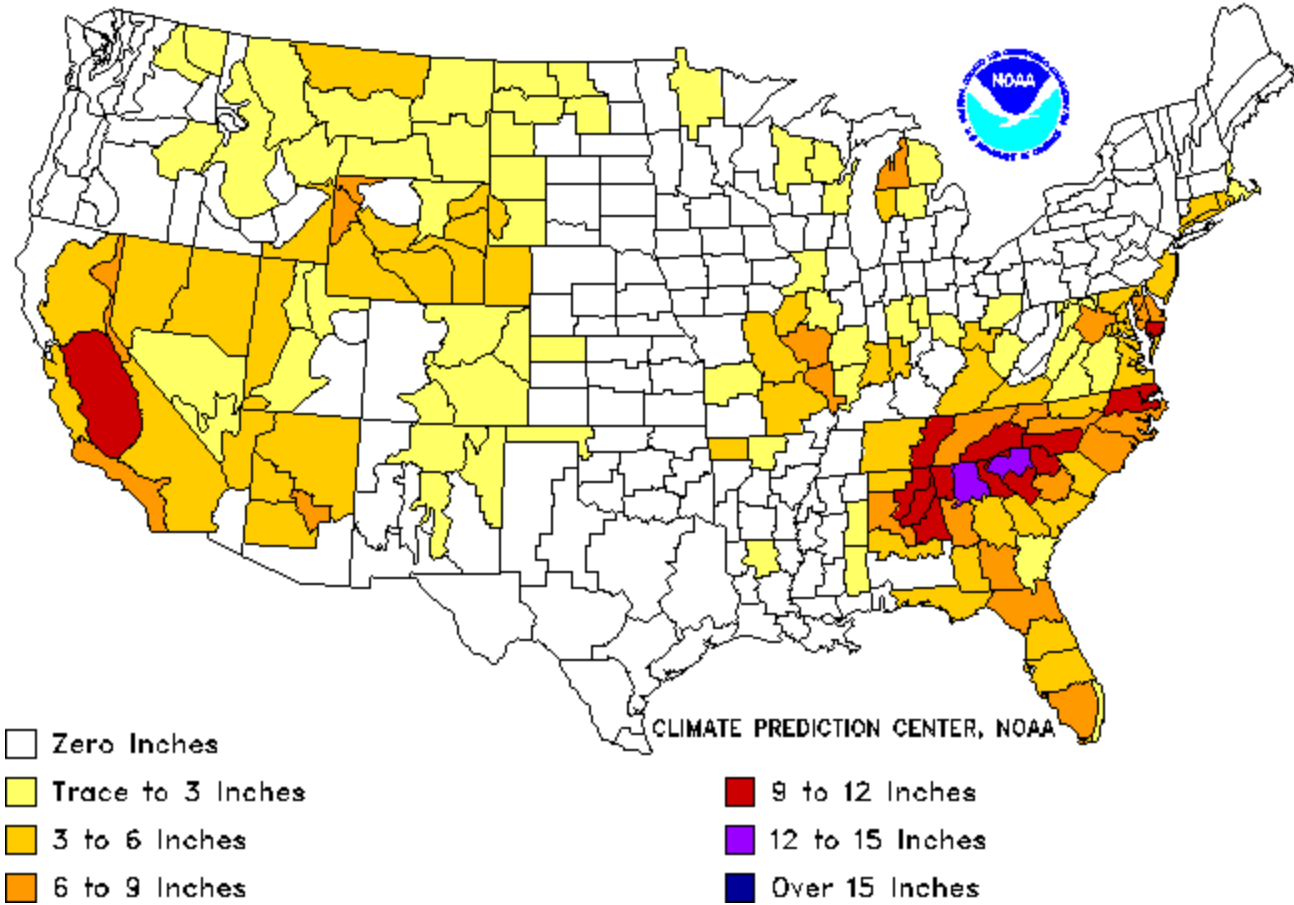 NOAA
CLIMATE PREDICTION CENTER, NOAA
Zero Inches
Trace to 3 Inches
3 to 6 Inches
6 to 9 Inches
9 to 12 Inches
12 to 15 Inches
Over 15 Inches